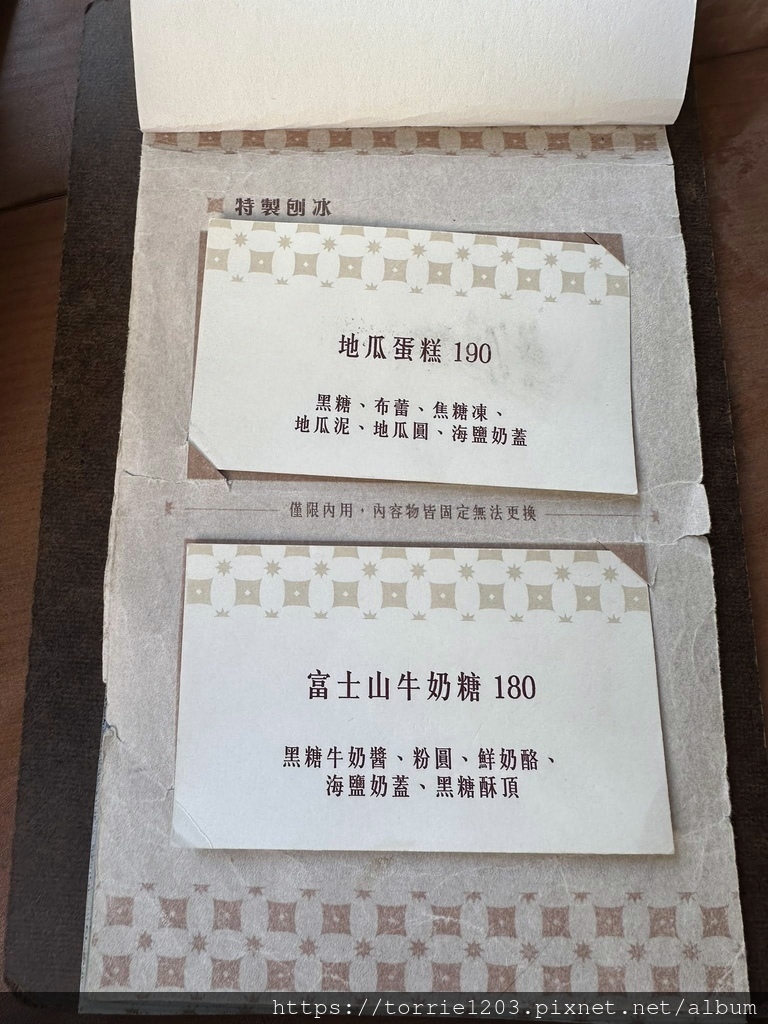 特製刨冰
地瓜蛋糕 190
黑糖、布蕾、焦糖凍、
地瓜泥、地瓜圓、海鹽奶蓋
僅限內用，內容物皆固定無法更換
富士山牛奶糖 180
黑糖牛奶醬、粉圓、鮮奶酪、
海鹽奶蓋、黑糖酥頂
https://torrie1203.pixnet.net/album